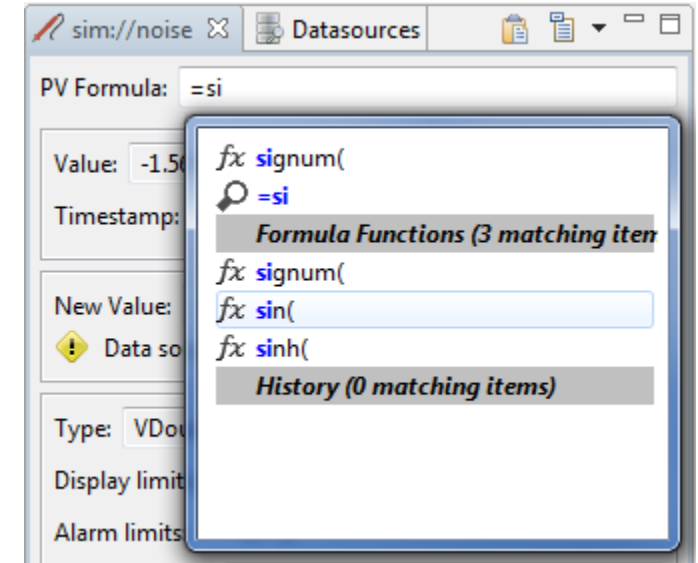 sim://noise Datasources
PV Formula: =si
Value: -1.5
Timestamp:
New Value:
Data so
Type: VDou
Display limit
Alarm limits
fx signum(
=si
Formula Functions (3 matching item
fx signum(
fx sin(
fx sinh(
History (0 matching items)